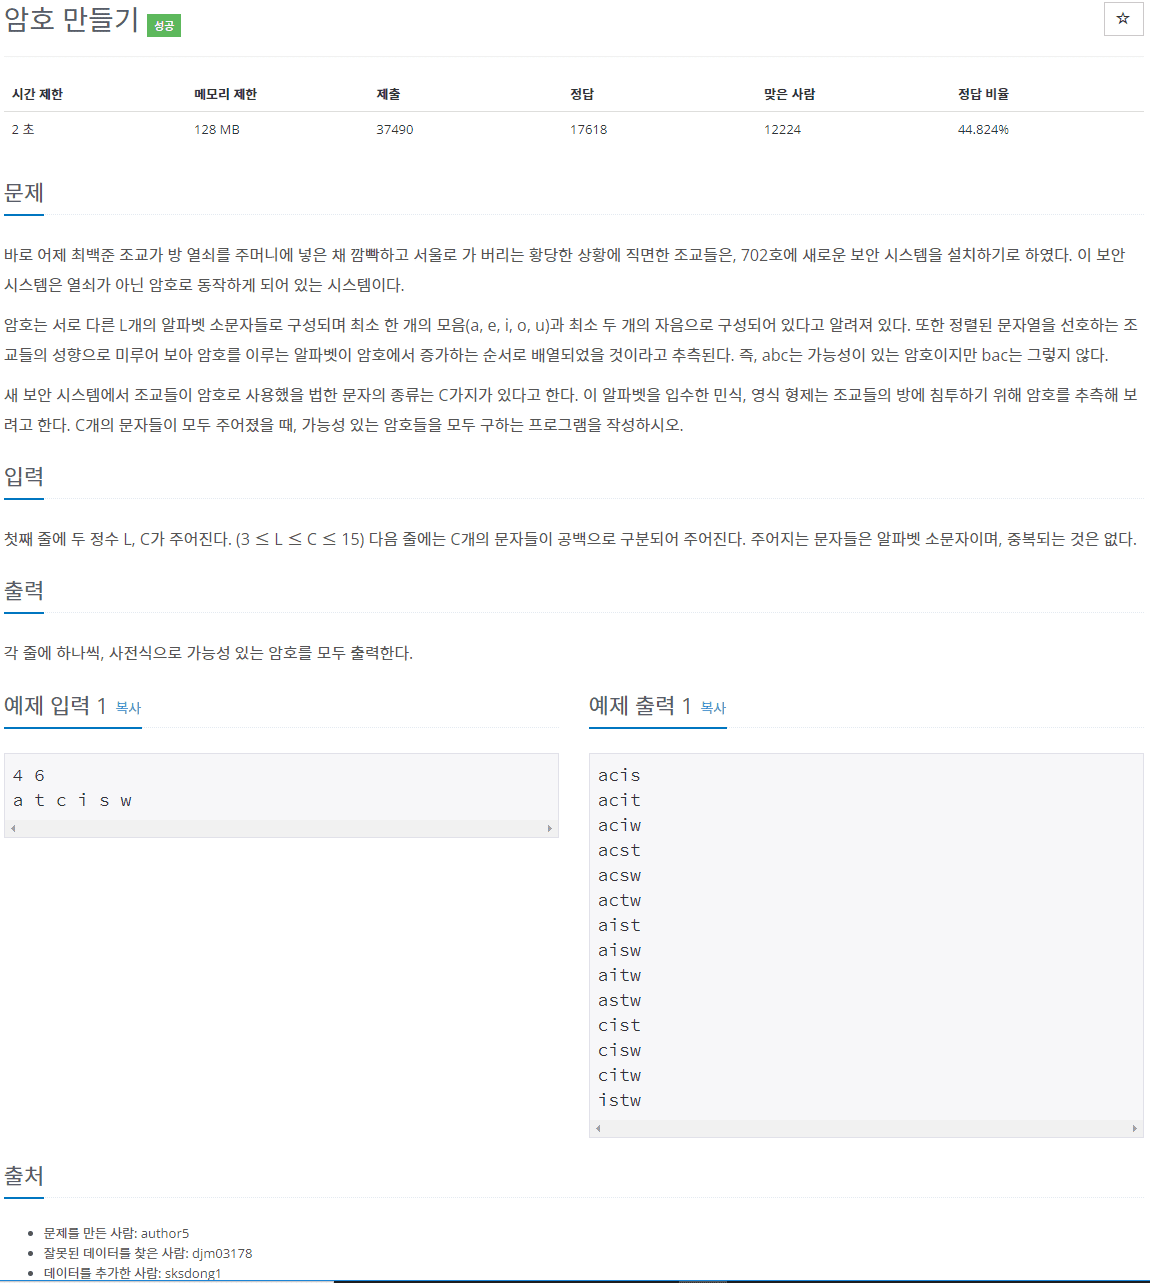 암호 만들기 성공
☆
시간 제한 메모리 제한 제출 정답 맞은 사람 정답 비율
2 초 128 MB 37490 17618 12224 44.824%
문제
바로 어제 최백준 조교가 방 열쇠를 주머니에 넣은 채 깜빡하고 서울로 가 버리는 황당한 상황에 직면한 조교들은, 702호에 새로운 보안 시스템을 설치하기로 하였다. 이 보안
시스템은 열쇠가 아닌 암호로 동작하게 되어 있는 시스템이다.
암호는 서로 다른 L개의 알파벳 소문자들로 구성되며 최소 한 개의 모음(a, e, i, o, u)과 최소 두 개의 자음으로 구성되어 있다고 알려져 있다. 또한 정렬된 문자열을 선호하는 조
교들의 성향으로 미루어 보아 암호를 이루는 알파벳이 암호에서 증가하는 순서로 배열되었을 것이라고 추측된다. 즉, abc는 가능성이 있는 암호이지만 bac는 그렇지 않다.
새 보안 시스템에서 조교들이 암호로 사용했을 법한 문자의 종류는 C가지가 있다고 한다. 이 알파벳을 입수한 민식, 영식 형제는 조교들의 방에 침투하기 위해 암호를 추측해 보
려고 한다. C개의 문자들이 모두 주어졌을 때, 가능성 있는 암호들을 모두 구하는 프로그램을 작성하시오.
입력
첫째 줄에 두 정수 L, C가 주어진다. (3 ≤ L ≤ C ≤ 15) 다음 줄에는 C개의 문자들이 공백으로 구분되어 주어진다. 주어지는 문자들은 알파벳 소문자이며, 중복되는 것은 없다.
출력
각 줄에 하나씩, 사전식으로 가능성 있는 암호를 모두 출력한다.
예제 입력 1 복사
4 6
a t c i s w
예제 출력 1 복사
acis
acit
aciw
acst
acsw
actw
aist
aisw
aitw
astw
cist
cisw
citw
istw
출처
문제를 만든 사람: author5
잘못된 데이터를 찾은 사람: djm03178
데이터를 추가한 사람: sksdong1